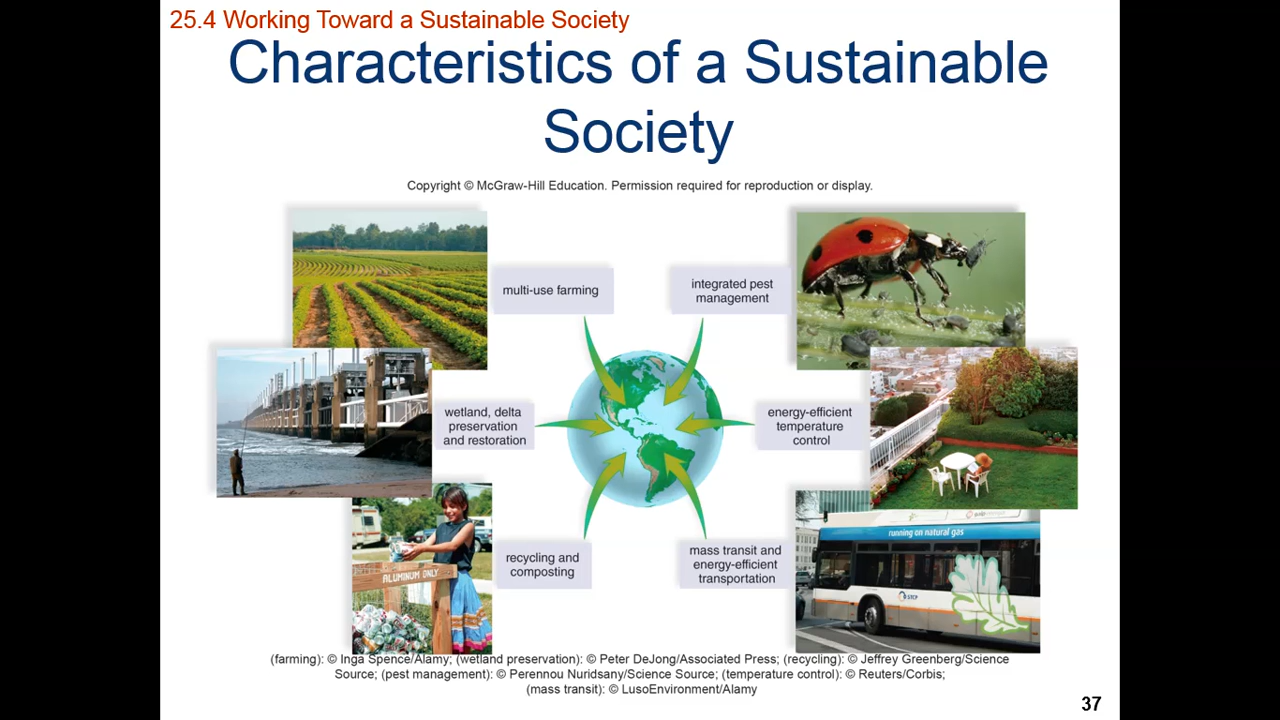 25.4 Working Toward a Sustainable Society
Characteristics of a Sustainable
Society
Copyright © McGraw-Hill Education. Permission required for reproduction or display.
multi-use farming
integrated pest
management
wetland, delta
preservation
and restoration
energy-efficient
temperature
control
recycling and
composting
mass transit and
energy-efficient
transportation
ALUMINUM ONLY
running on natural gas
STCP
(farming): © Inga Spence/Alamy; (wetland preservation): © Peter DeJong/Associated Press; (recycling): © Jeffrey Greenberg/Science
Source; (pest management): © Perennou Nuridsany/Science Source; (temperature control): © Reuters/Corbis;
(mass transit): © LusoEnvironment/Alamy
37